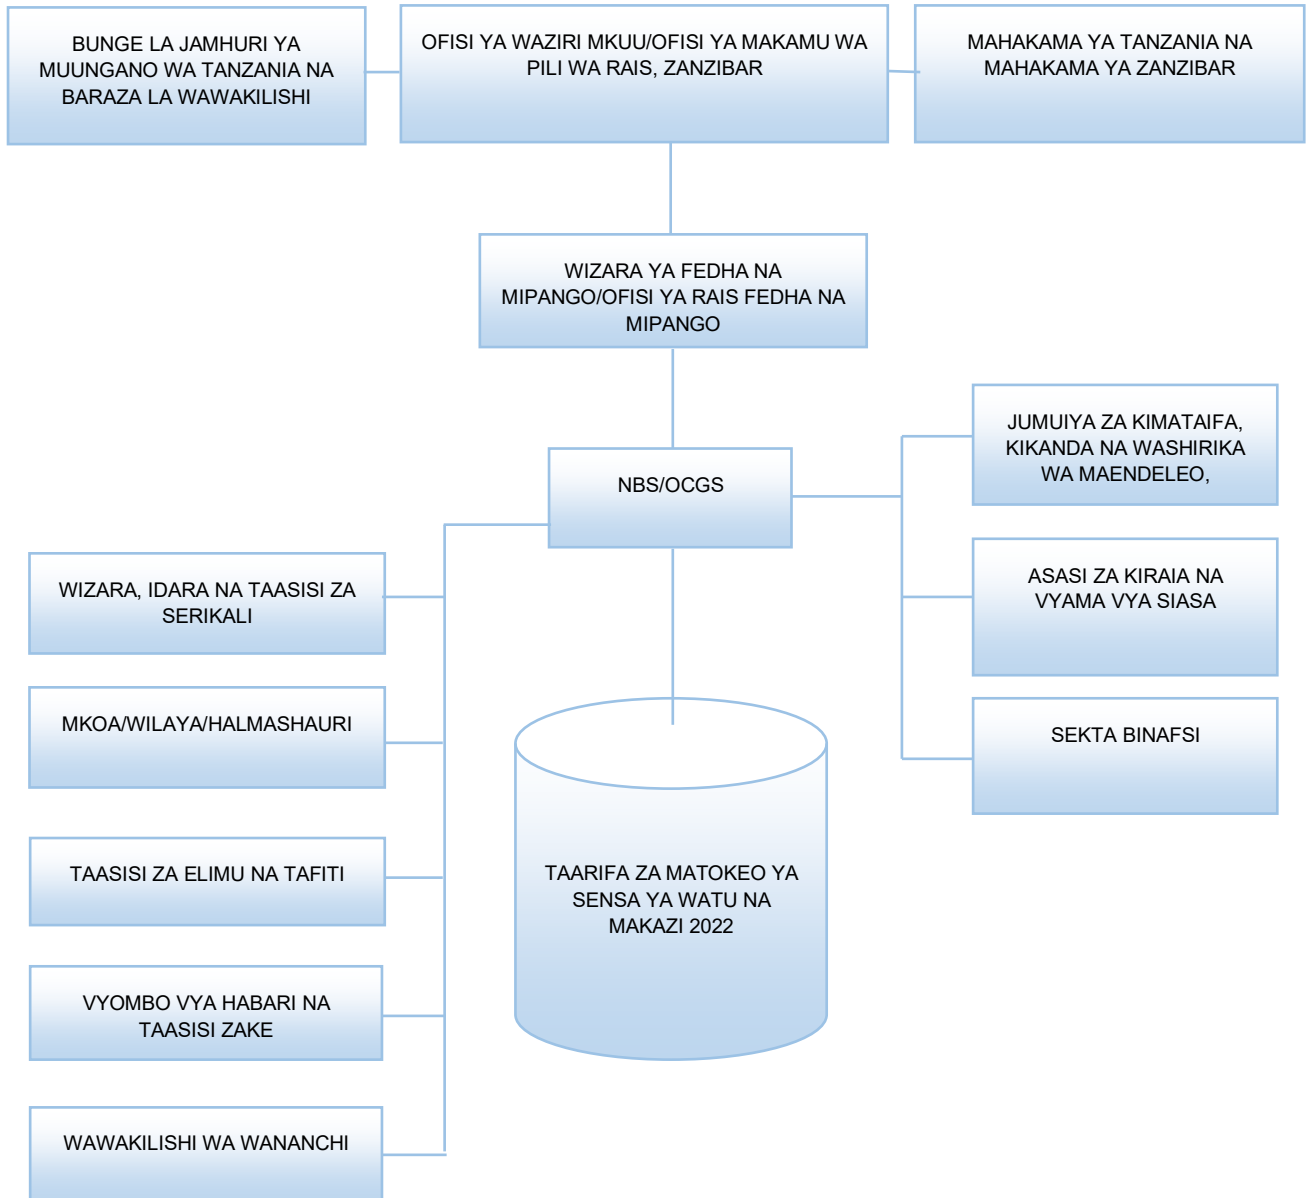 BUNGE LA JAMHURI YA
MUUNGANO WA TANZANIA NA
BARAZA LA WAWAKILISHI
OFISI YA WAZIRI MKUU/OFISI YA MAKAMU WA
PILI WA RAIS, ZANZIBAR
MAHAKAMA YA TANZANIA NA
MAHAKAMA YA ZANZIBAR
WIZARA YA FEDHA NA
MIPANGO/OFISI YA RAIS FEDHA NA
MIPANGO
NBS/OCGS
JUMUIYA ZA KIMATAIFA,
KIKANDA NA WASHIRIKA
WA MAENDELEO,
ASASI ZA KIRAIA NA
VYAMA VYA SIASA
SEKTA BINAFSI
WIZARA, IDARA NA TAASISI ZA
SERIKALI
MKOA/WILAYA/HALMASHAURI
TAASISI ZA ELIMU NA TAFITI
VYOMBO VYA HABARI NA
TAASISI ZAKE
WAWAKILISHI WA WANANCHI
TAARIFA ZA MATOKEO YA
SENSA YA WATU NA
MAKAZI 2022